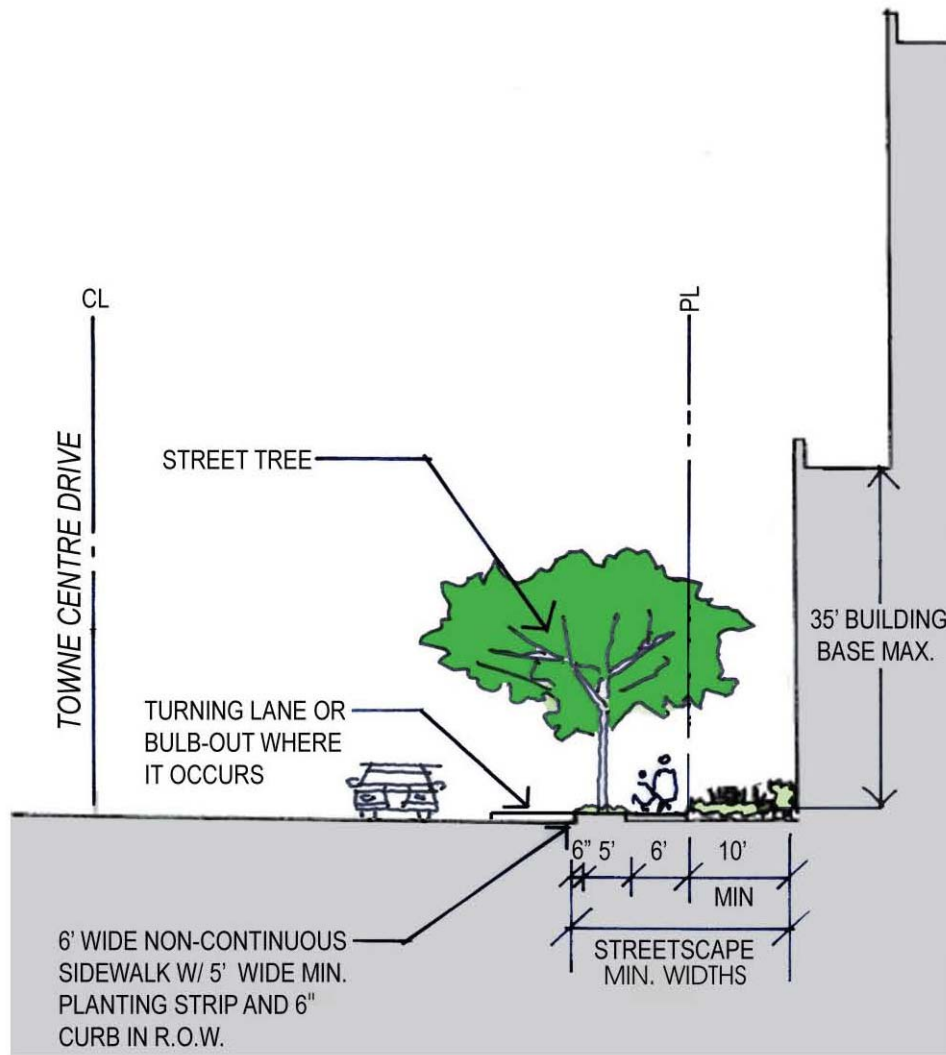 CL
PL
TOWNE CENTRE DRIVE
STREET TREE
35' BUILDING
BASE MAX.
TURNING LANE OR
BULB-OUT WHERE
IT OCCURS
6" 5' 6' 10'
MIN
STREETSCAPE
MIN. WIDTHS
6' WIDE NON-CONTINUOUS
SIDEWALK W/ 5' WIDE MIN.
PLANTING STRIP AND 6"
CURB IN R.O.W.